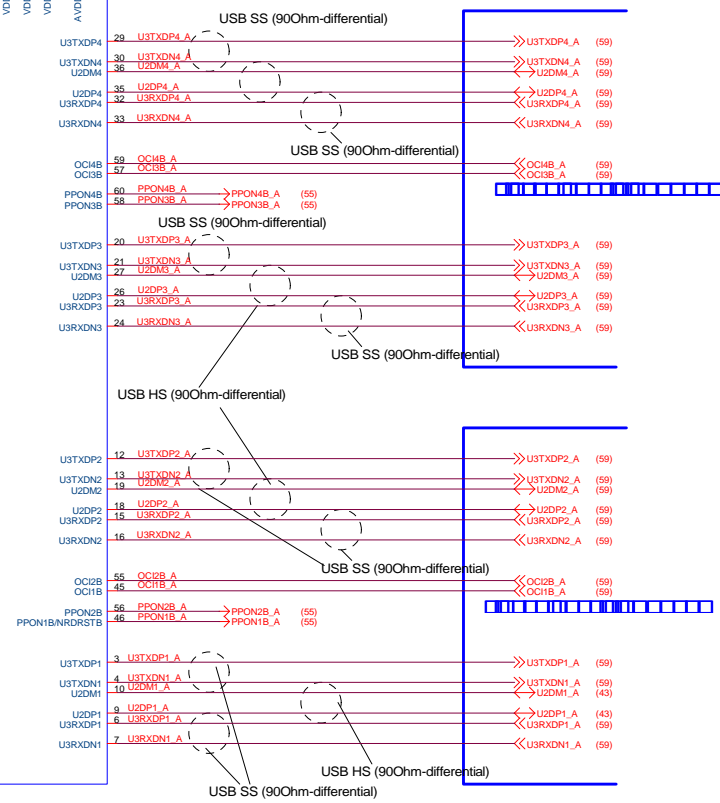 VD
VD
VD
AVD
USB SS (90Ohm-differential)
U3TXDP4 29 U3TXDP4_A U3TXDP4_A (59)
U3TXDN4 30 U3TXDN4_A U3TXDN4_A (59)
U2DM4 36 U2DM4_A U2DM4_A (59)
U2DP4 35 U2DP4_A U2DP4_A (59)
U3RXDP4 32 U3RXDP4_A U3RXDP4_A (59)
U3RXDN4 33 U3RXDN4_A U3RXDN4_A (59)
USB SS (90Ohm-differential)
OCI4B 59 OCI4B_A OCI4B_A (59)
OCI3B 57 OCI3B_A OCI3B_A (59)
PPON4B 60 PPON4B_A PPON4B_A (55)
PPON3B 58 PPON3B_A PPON3B_A (55)
USB SS (90Ohm-differential)
U3TXDP3 20 U3TXDP3_A U3TXDP3_A (59)
U3TXDN3 21 U3TXDN3_A U3TXDN3_A (59)
U2DM3 27 U2DM3_A U2DM3_A (59)
U2DP3 26 U2DP3_A U2DP3_A (59)
U3RXDP3 23 U3RXDP3_A U3RXDP3_A (59)
U3RXDN3 24 U3RXDN3_A U3RXDN3_A (59)
USB SS (90Ohm-differential)
USB HS (90Ohm-differential)
U3TXDP2 12 U3TXDP2_A U3TXDP2_A (59)
U3TXDN2 13 U3TXDN2_A U3TXDN2_A (59)
U2DM2 19 U2DM2_A U2DM2_A (59)
U2DP2 18 U2DP2_A U2DP2_A (59)
U3RXDP2 15 U3RXDP2_A U3RXDP2_A (59)
U3RXDN2 16 U3RXDN2_A U3RXDN2_A (59)
USB SS (90Ohm-differential)
OCI2B 55 OCI2B_A OCI2B_A (59)
OCI1B 45 OCI1B_A OCI1B_A (59)
PPON2B 56 PPON2B_A PPON2B_A (55)
PPON1B/NRDRSTB 46 PPON1B_A PPON1B_A (55)
U3TXDP1 3 U3TXDP1_A U3TXDP1_A (59)
U3TXDN1 4 U3TXDN1_A U3TXDN1_A (59)
U2DM1 10 U2DM1_A U2DM1_A (43)
U2DP1 9 U2DP1_A U2DP1_A (43)
U3RXDP1 6 U3RXDP1_A U3RXDP1_A (59)
U3RXDN1 7 U3RXDN1_A U3RXDN1_A (59)
USB HS (90Ohm-differential)
USB SS (90Ohm-differential)